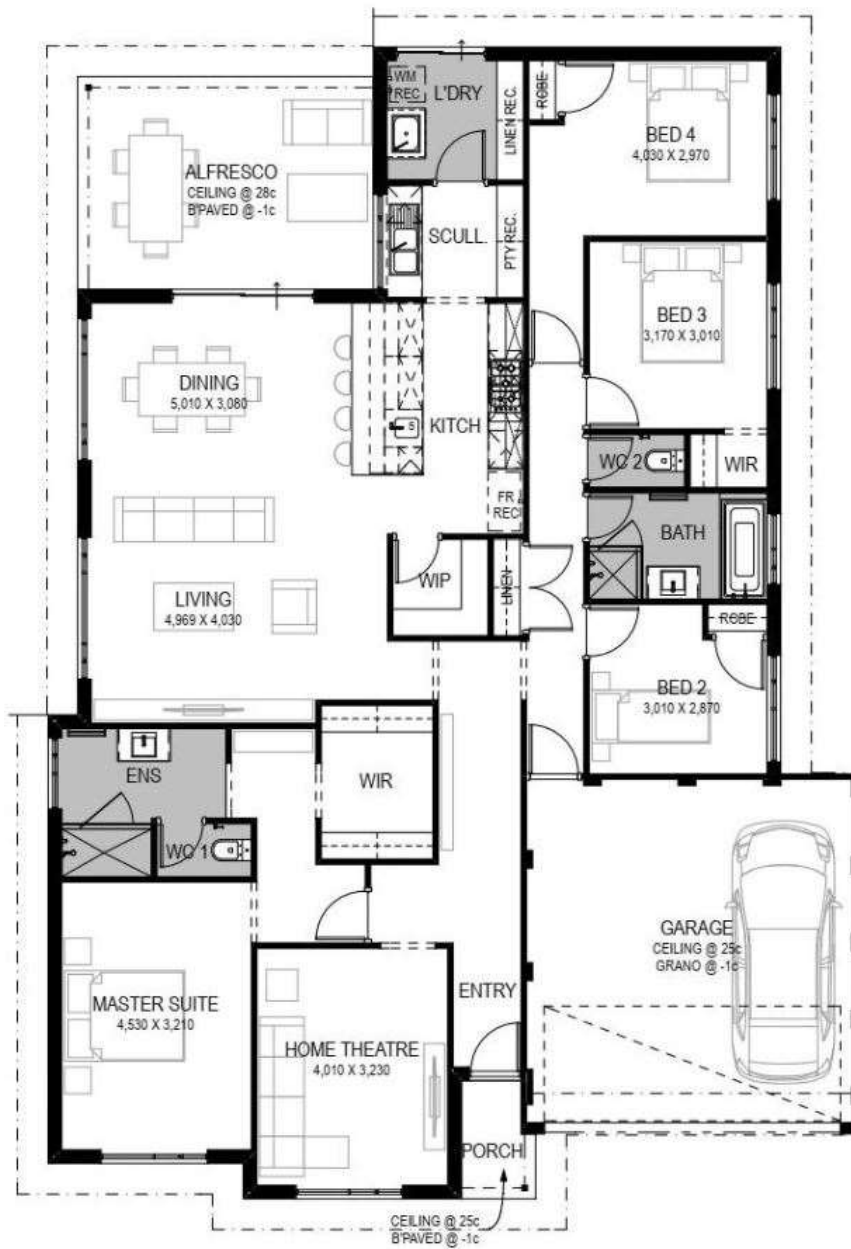 WM
REC
L'DRY
LINEN REC.
ROBE
BED 4
4,030 X 2,970
ALFRESCO
CEILING @ 28c
B'PAVED @ -1c
SCULL.
PTY REC.
BED 3
3,170 X 3,010
DINING
5,010 X 3,080
S
KITCH
WC 2
WIR
FR
REC
BATH
WIP
LINEN
LIVING
4,969 X 4,030
ROBE
BED 2
3,010 X 2,870
ENS
WIR
WC 1
GARAGE
CEILING @ 25c
GRANO @ -1c
MASTER SUITE
4,530 X 3,210
ENTRY
HOME THEATRE
4,010 X 3,230
PORCH
CEILING @ 25c
B'PAVED @ -1c